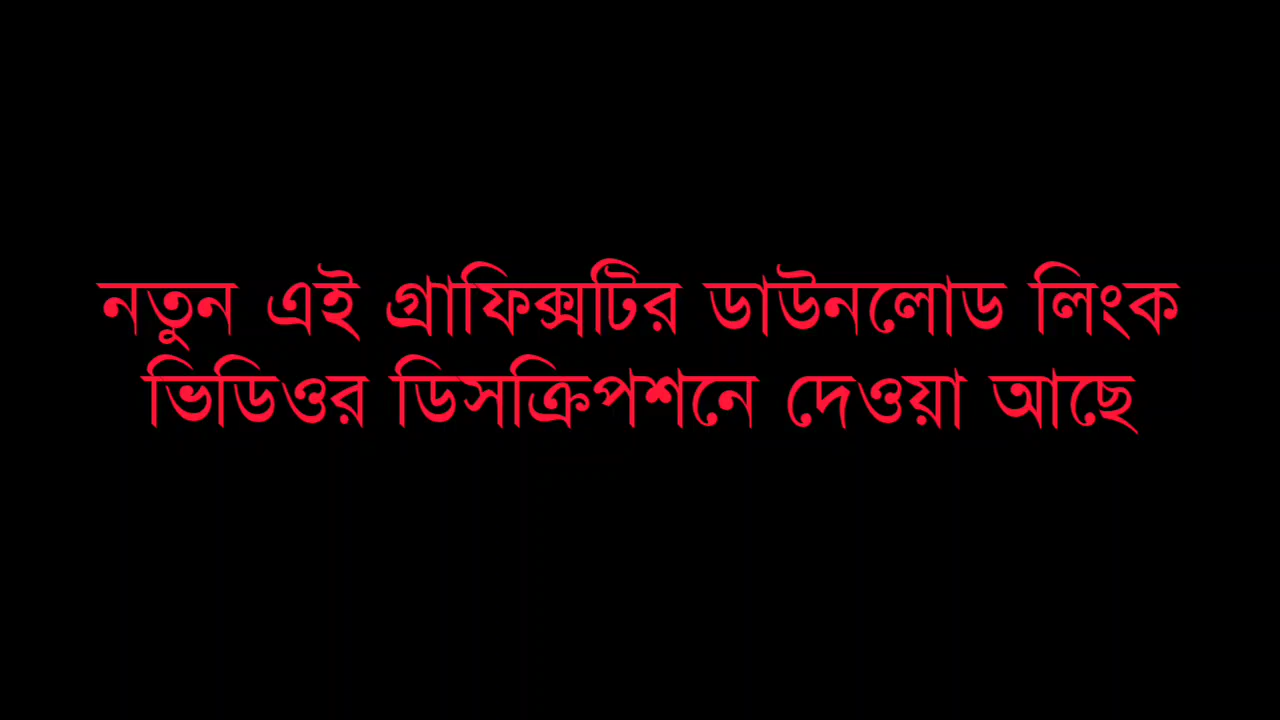 নতুন এই গ্রাফিক্সটির ডাউনলোড লিংক
ভিডিওর ডিসক্রিপশনে দেওয়া আছে